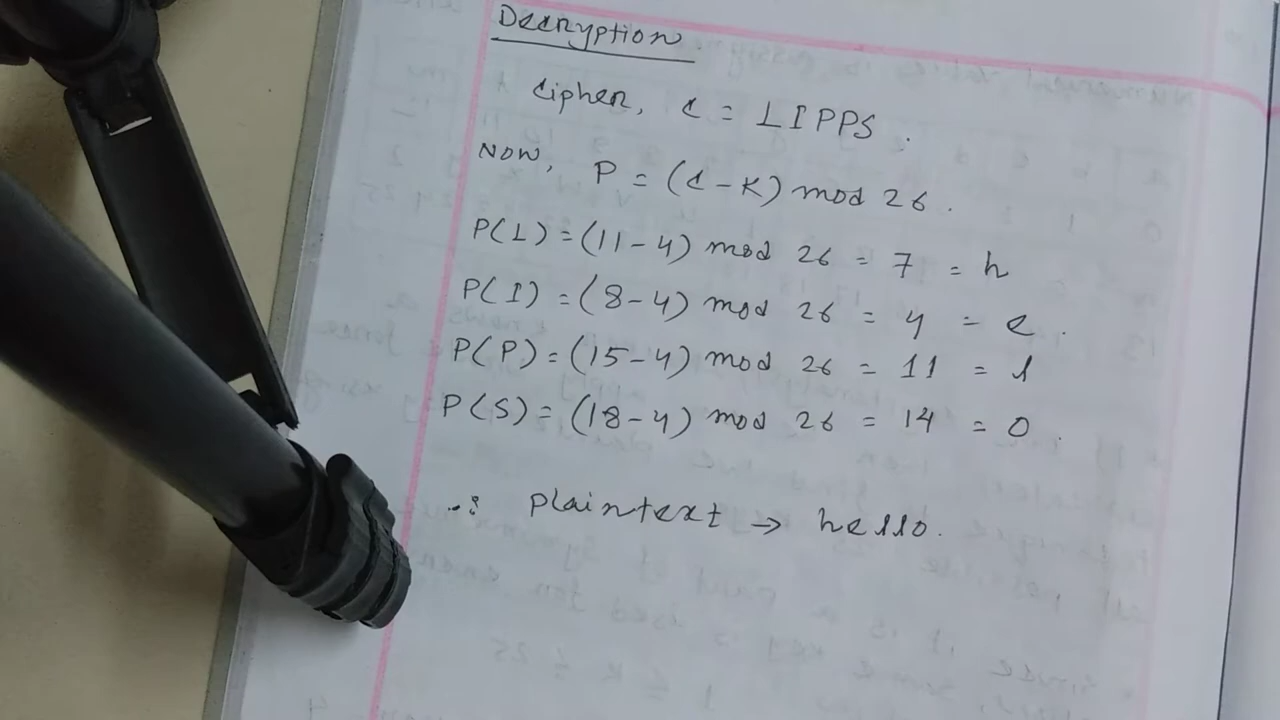 Decryption
Cipher, C = LIPPS.
Now, P = (C-K) mod 26.
P(L) = (11-4) mod 26 = 7 = h
P(I) = (8-4) mod 26 = 4 = e.
P(P) = (15-4) mod 26 = 11 = l
P(S) = (18-4) mod 26 = 14 = o.
∴ plaintext → hello.